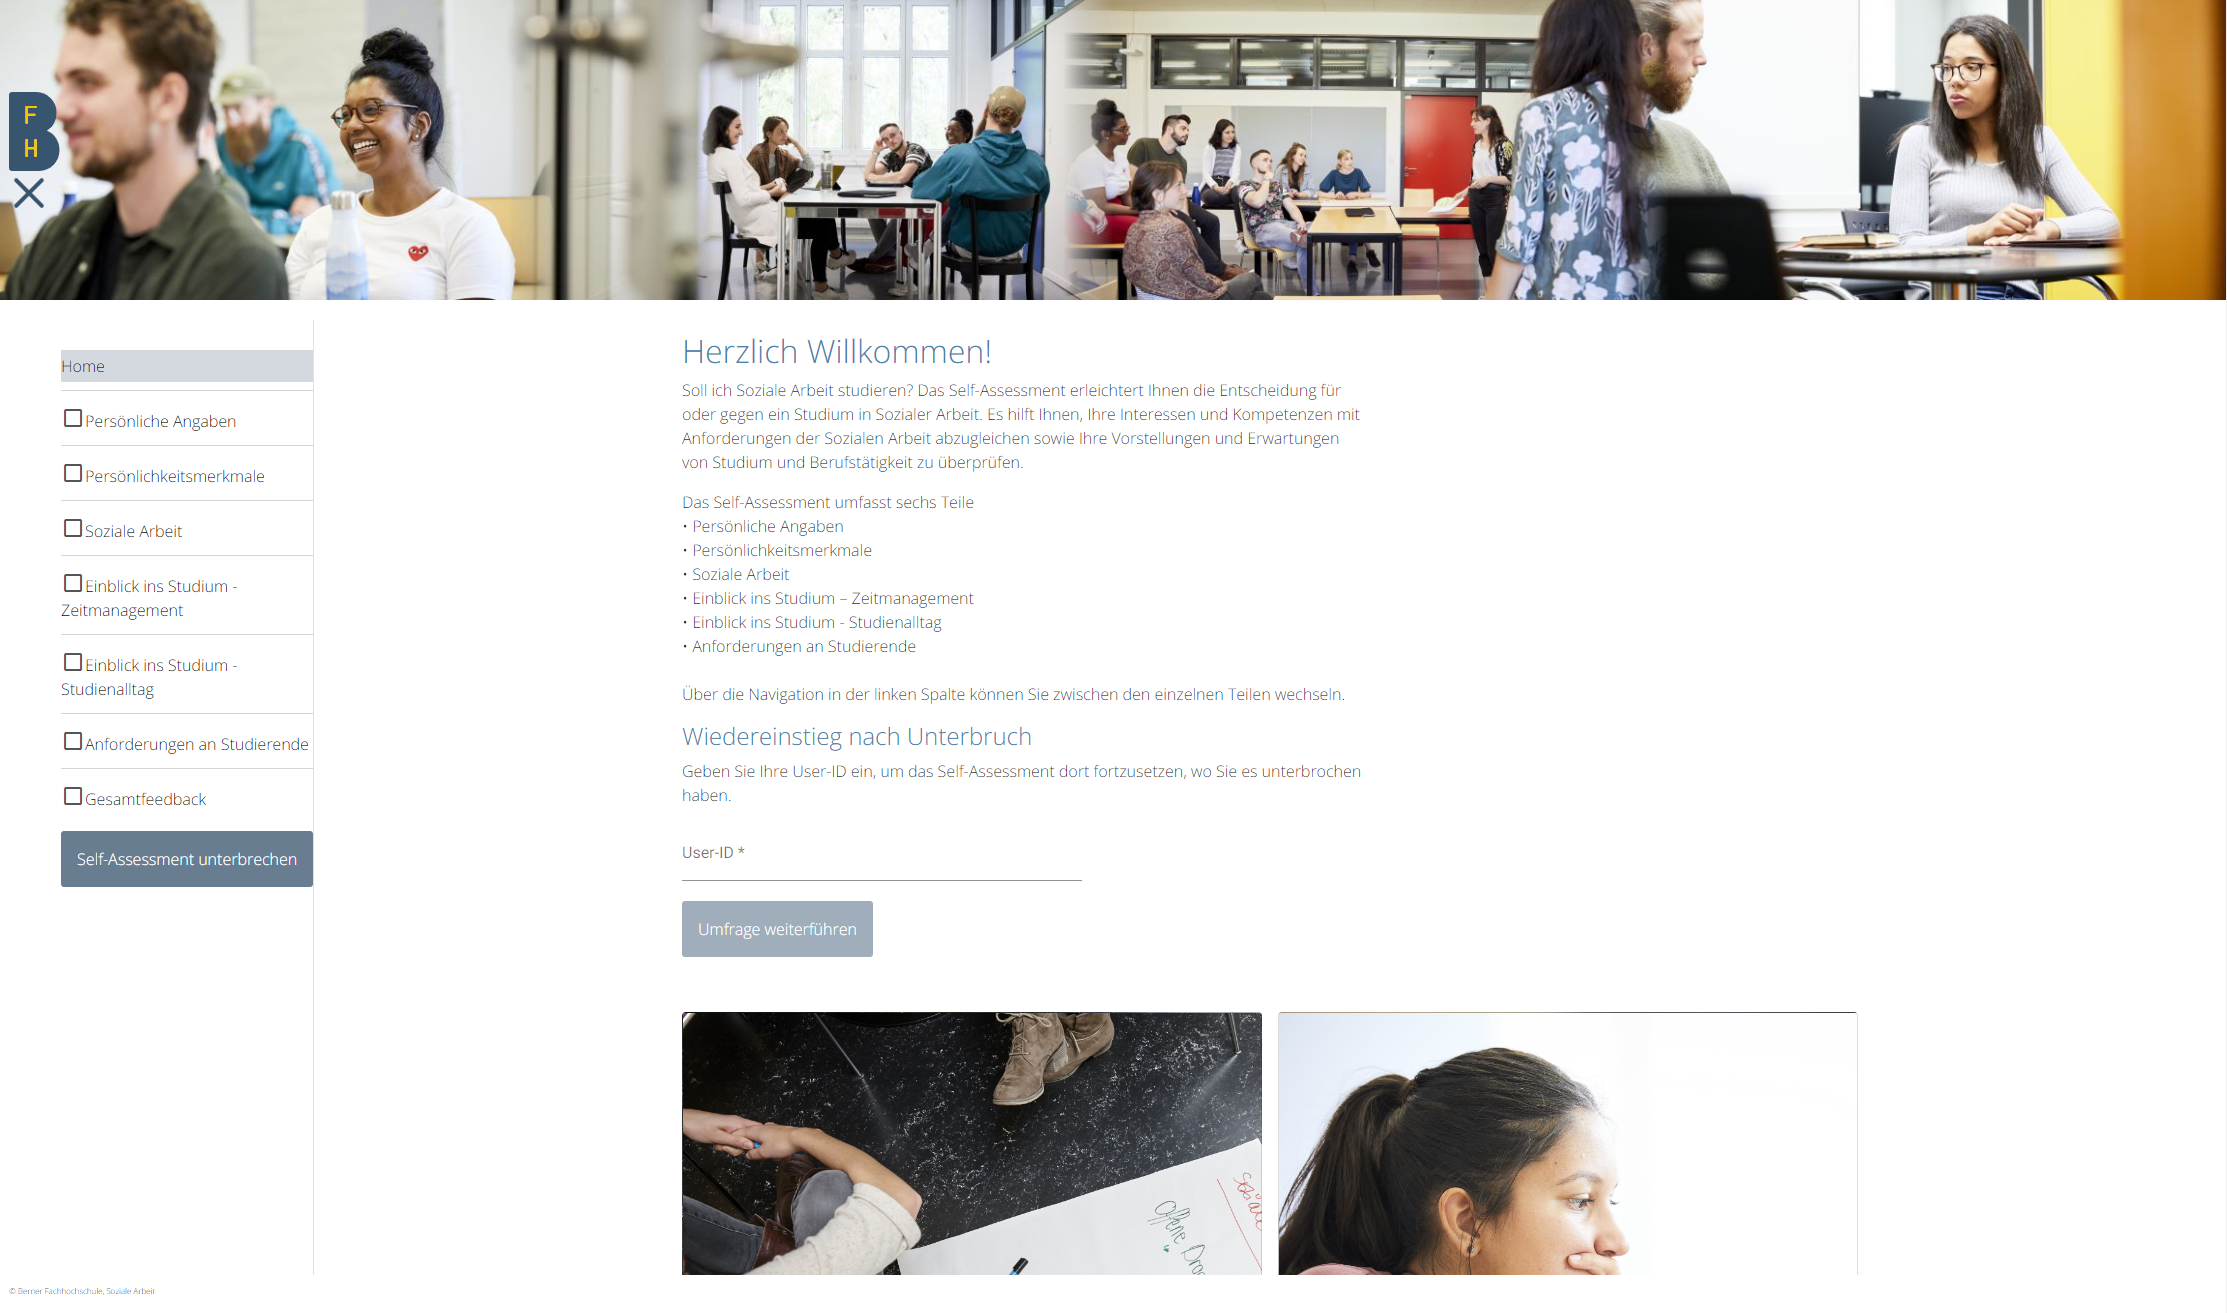 F
H
Home
Persönliche Angaben
Persönlichkeitsmerkmale
Soziale Arbeit
Einblick ins Studium -
Zeitmanagement
Einblick ins Studium -
Studienalltag
Anforderungen an Studierende
Gesamtfeedback
Self-Assessment unterbrechen
Herzlich Willkommen!
Soll ich Soziale Arbeit studieren? Das Self-Assessment erleichtert Ihnen die Entscheidung für
oder gegen ein Studium in Sozialer Arbeit. Es hilft Ihnen, Ihre Interessen und Kompetenzen mit
Anforderungen der Sozialen Arbeit abzugleichen sowie Ihre Vorstellungen und Erwartungen
von Studium und Berufstätigkeit zu überprüfen.
Das Self-Assessment umfasst sechs Teile
• Persönliche Angaben
• Persönlichkeitsmerkmale
• Soziale Arbeit
• Einblick ins Studium – Zeitmanagement
• Einblick ins Studium - Studienalltag
• Anforderungen an Studierende
Über die Navigation in der linken Spalte können Sie zwischen den einzelnen Teilen wechseln.
Wiedereinstieg nach Unterbruch
Geben Sie Ihre User-ID ein, um das Self-Assessment dort fortzusetzen, wo Sie es unterbrochen
haben.
User-ID *
Umfrage weiterführen
Offene
© Berner Fachhochschule, Soziale Arbeit